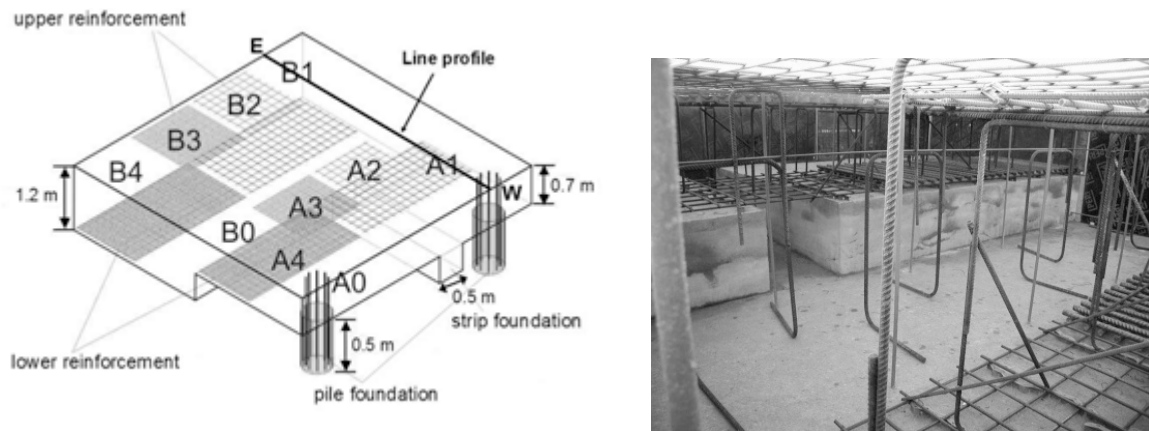 upper reinforcement
E
Line profile
B1
B2
B3
A2
A1
B4
W
0.7 m
1.2 m
A3
B0
A4
A0
0.5 m
strip foundation
0.5 m
lower reinforcement
pile foundation